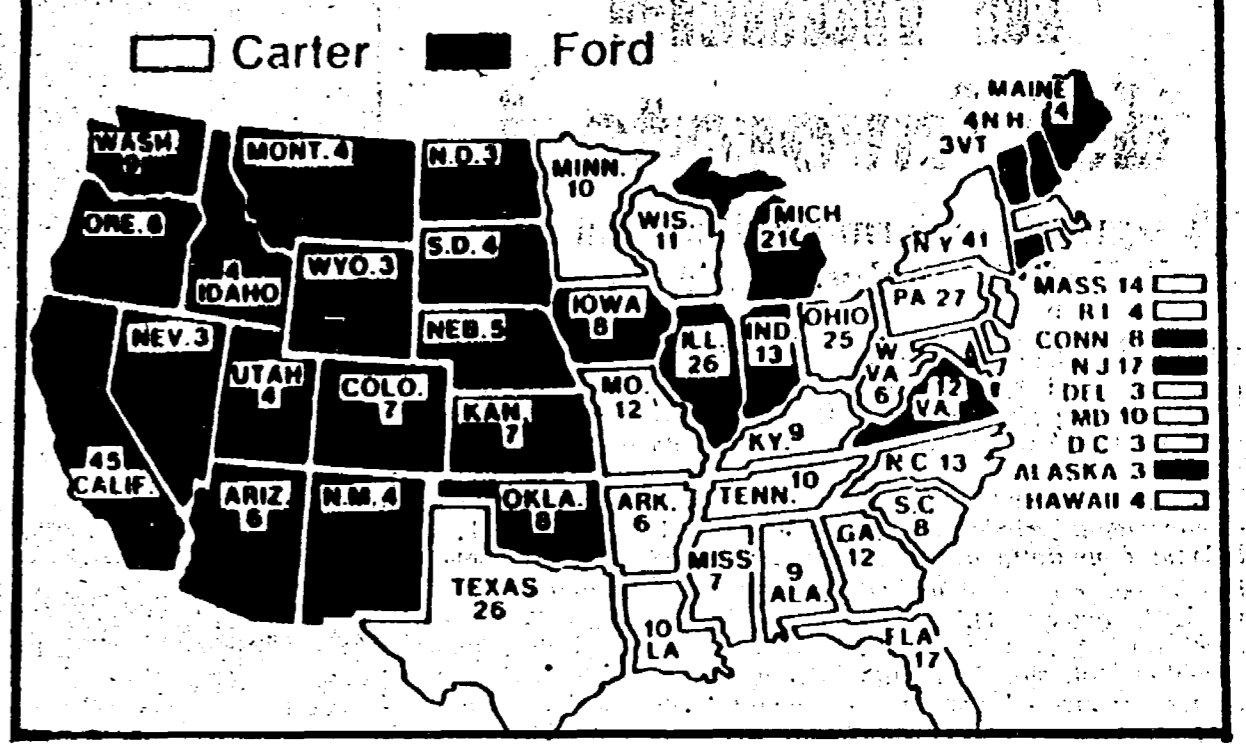 Carter Ford
MAINE
4
4 N.H.
3 VT
WASH.
9
MONT. 4
N.D. 3
MINN.
10
ORE. 6
4
IDAHO
WYO. 3
S.D. 4
WIS.
11
MICH
21
N Y 41
NEV. 3
NEB. 5
IOWA
8
ILL.
26
IND
13
OHIO
25
PA 27
UTAH
4
COLO.
7
KAN.
7
MO.
12
KY. 9
W
VA
6
12
VA.
45
CALIF.
ARIZ.
6
N.M. 4
OKLA.
8
ARK.
6
TENN. 10
N C 13
S.C
8
TEXAS
26
10
LA
MISS
7
9
ALA.
GA.
12
FLA
17
MASS 14
R I 4
CONN 8
N J 17
DEL 3
MD 10
D C 3
ALASKA 3
HAWAII 4